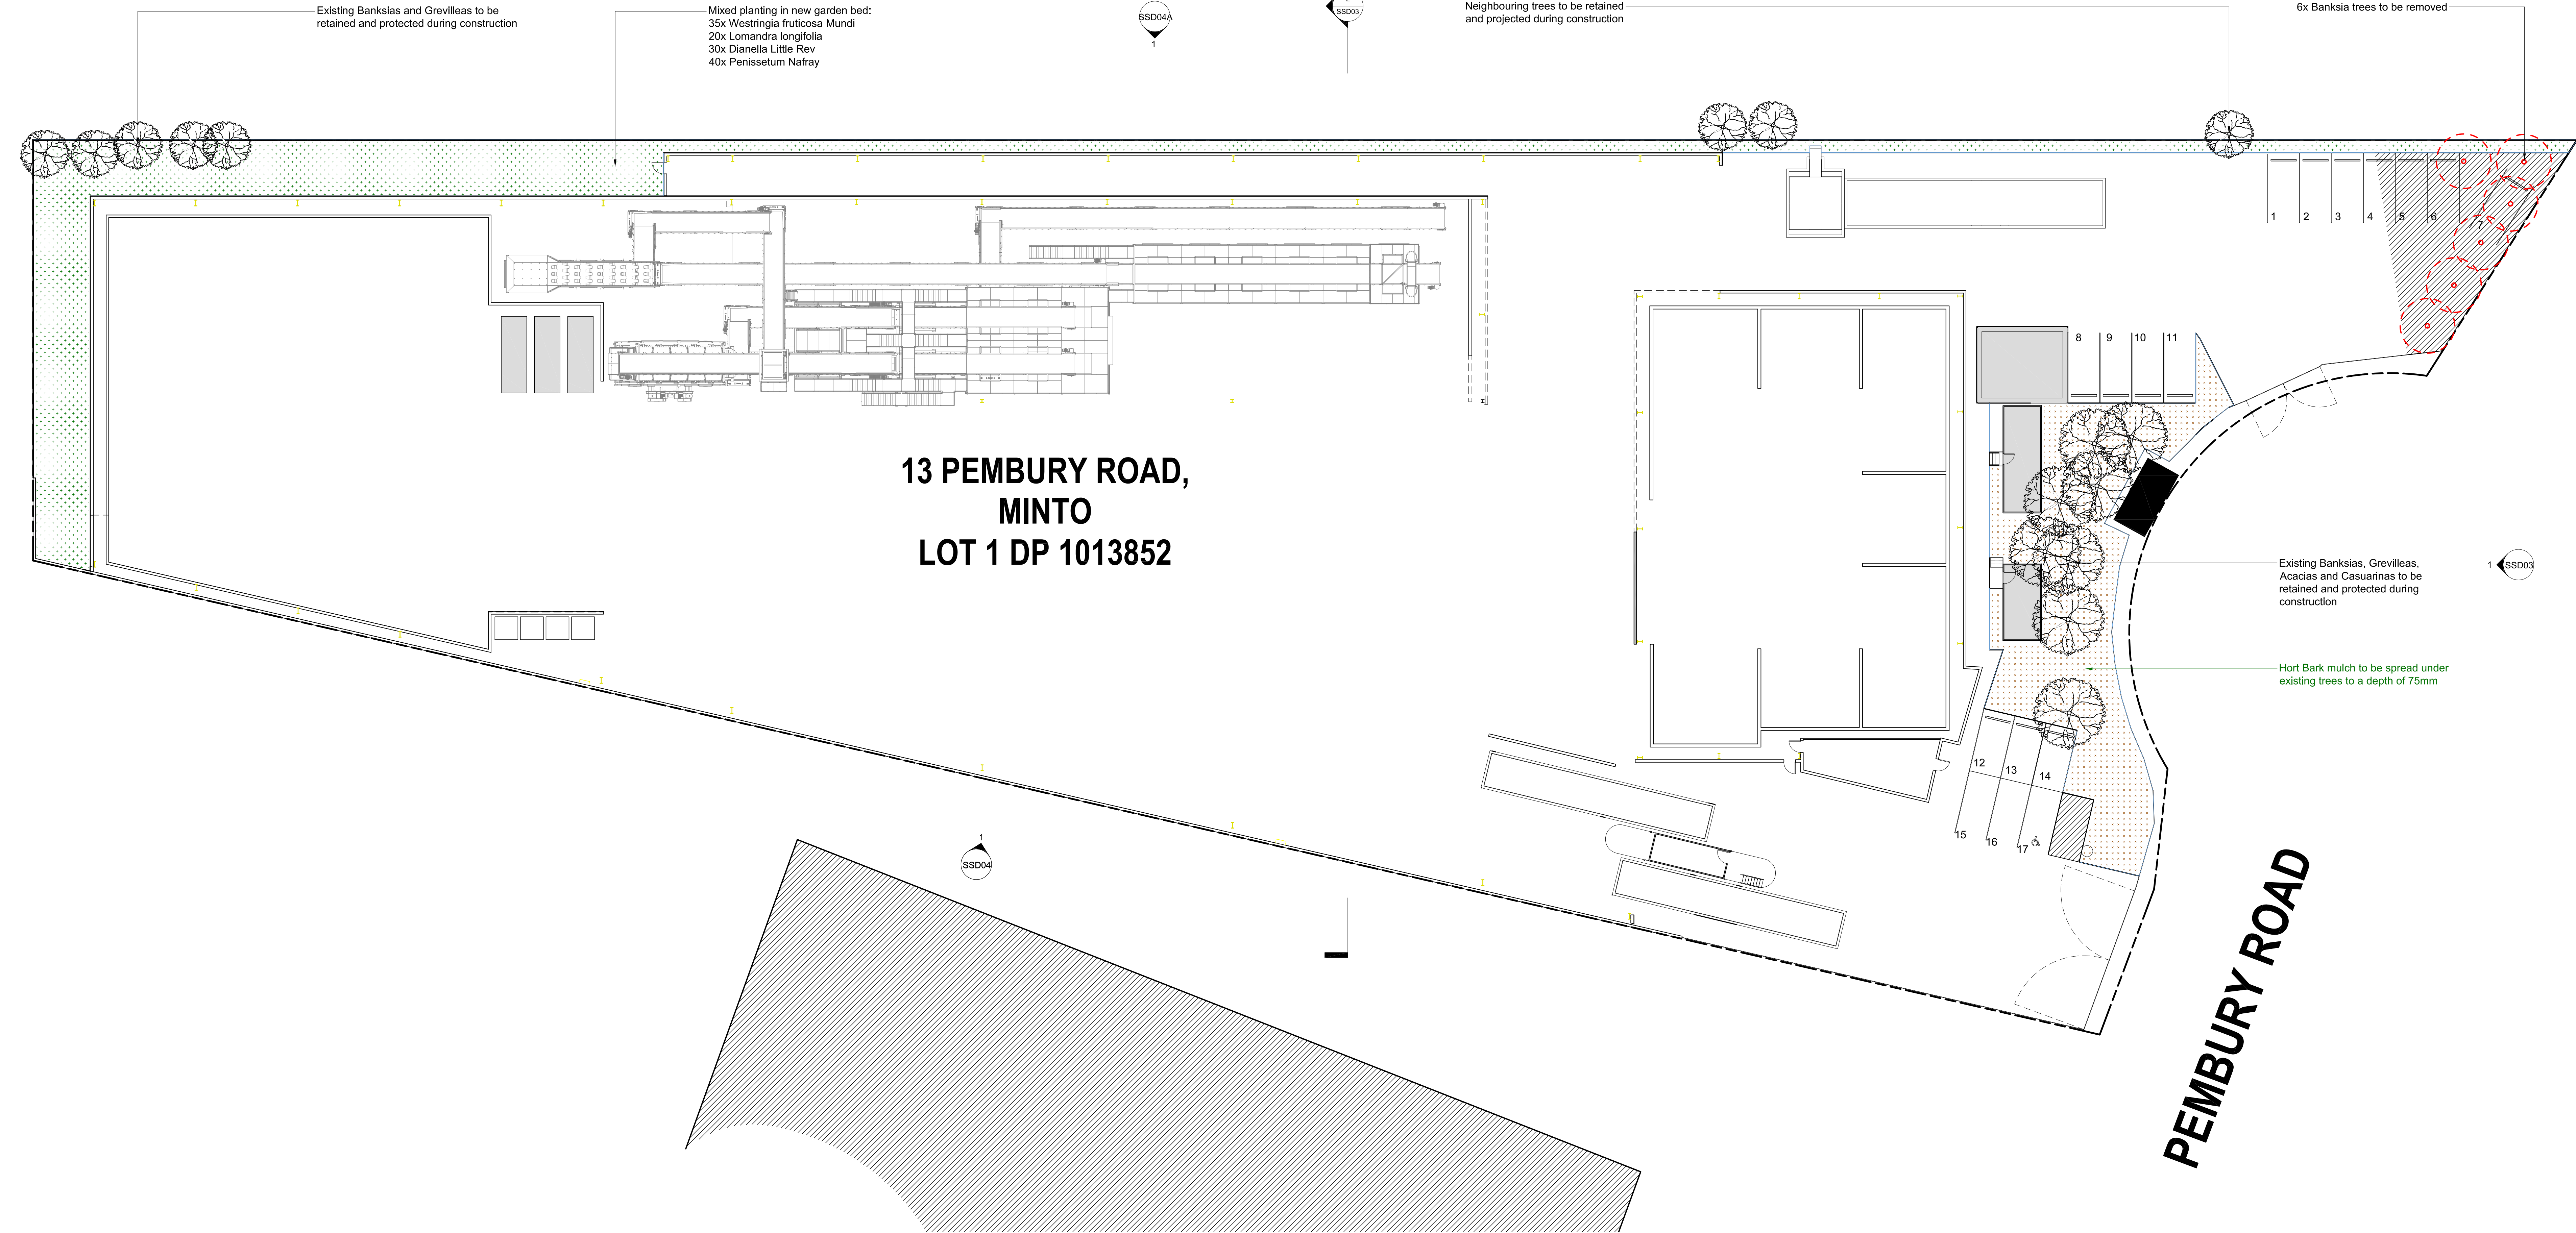 Existing Banksias and Grevilleas to be
retained and protected during construction
Mixed planting in new garden bed:
35x Westringia fruticosa Mundi
20x Lomandra longifolia
30x Dianella Little Rev
40x Penissetum Nafray
SSD04A
1
SSD03
Neighbouring trees to be retained
and projected during construction
6x Banksia trees to be removed
1
2
3
4
5
6
7
8
9
10
11
13 PEMBURY ROAD,
MINTO
LOT 1 DP 1013852
Existing Banksias, Grevilleas,
Acacias and Casuarinas to be
retained and protected during
construction
1
SSD03
Hort Bark mulch to be spread under
existing trees to a depth of 75mm
12
13
14
15
16
17
1
SSD04
PEMBURY ROAD